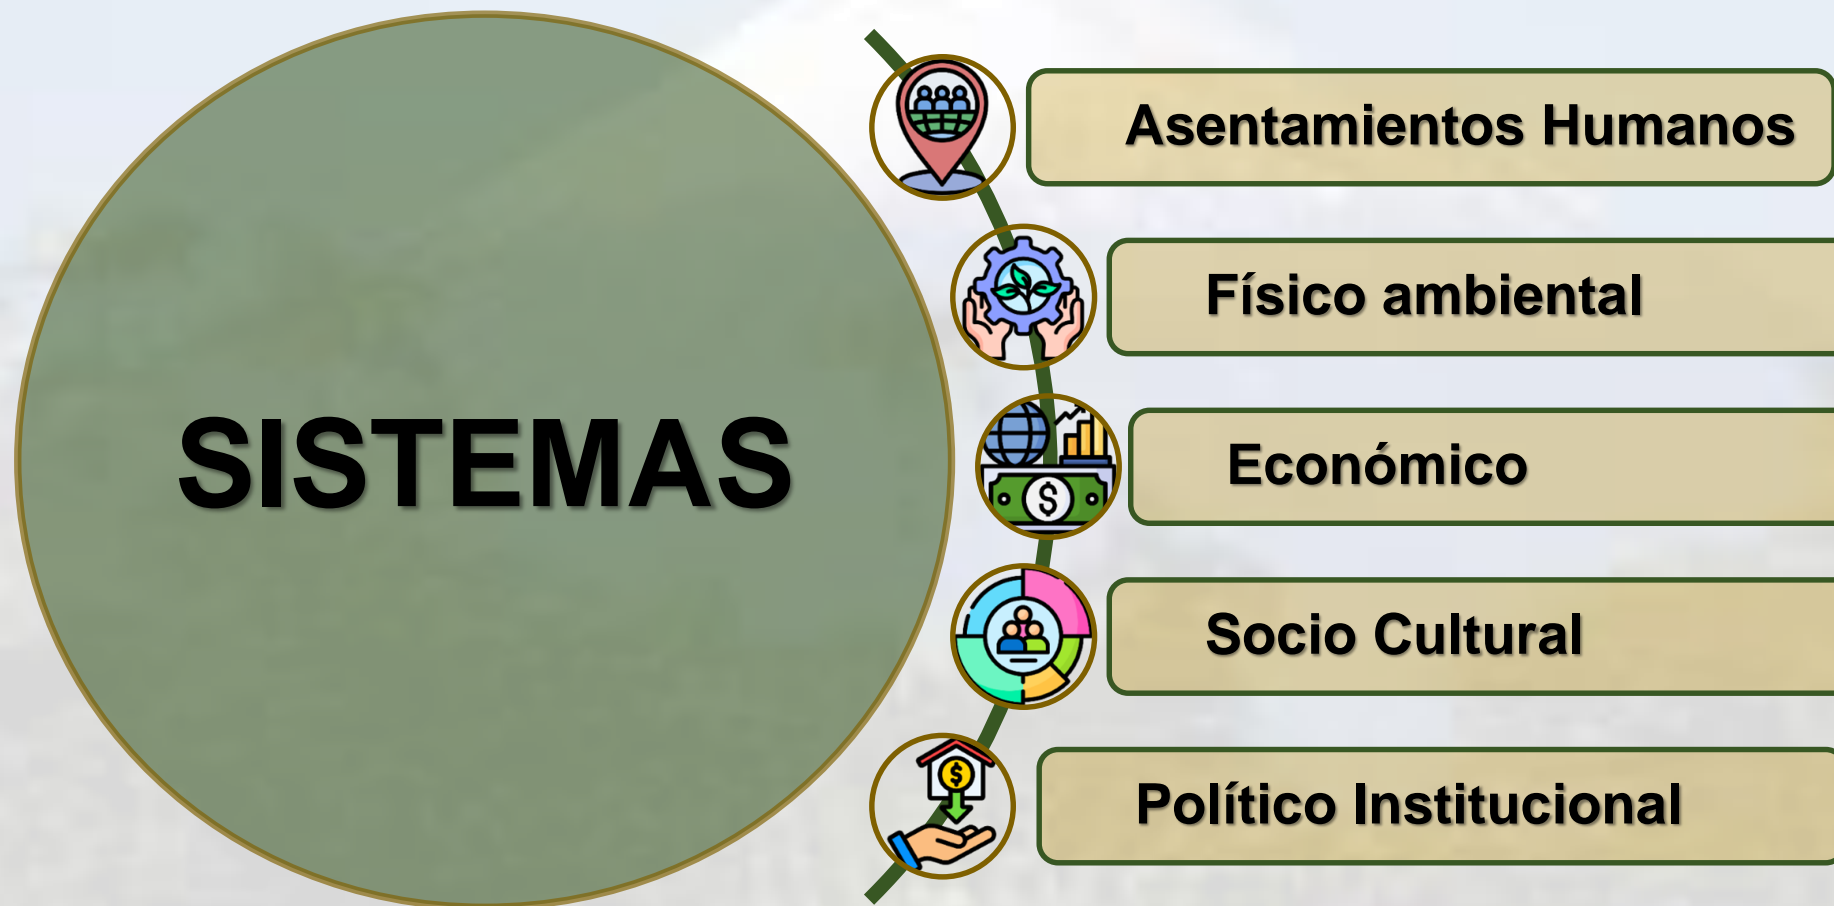 SISTEMAS
Asentamientos Humanos
Físico ambiental
Económico
Socio Cultural
Político Institucional